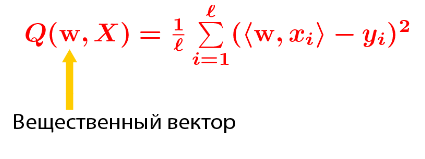 Q(w, X) = 1/ℓ ∑_{i=1}^{ℓ} (⟨w, x_i⟩ − y_i)²
Вещественный вектор